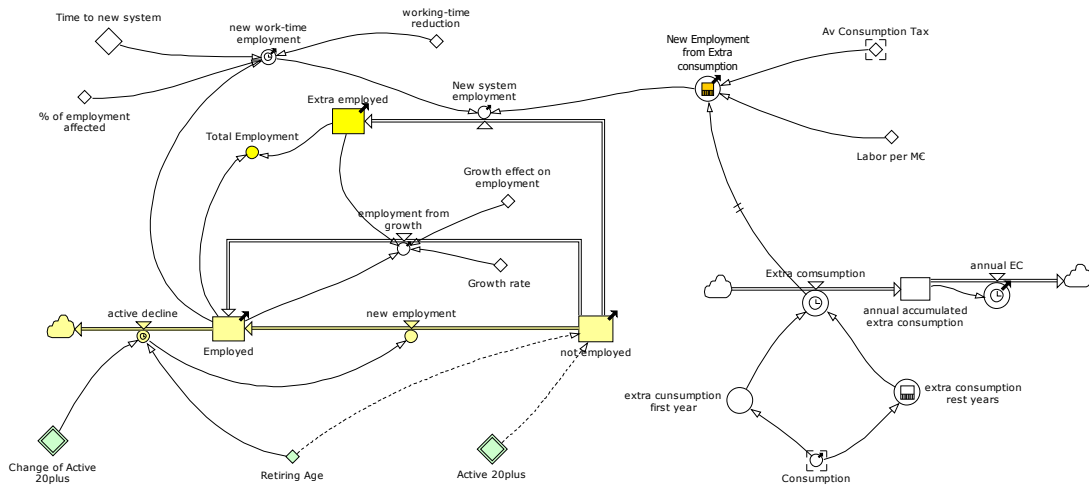 Time to new system
new work-time
employment
working-time
reduction
New Employment
from Extra
consumption
Av Consumption Tax
% of employment
affected
Extra employed
New system
employment
Total Employment
Labor per M€
Growth effect on
employment
employment from
growth
Growth rate
Extra comsumption
annual EC
active decline
new employment
annual accumulated
extra consumption
Employed
not employed
extra cunsumption
first year
extra consumption
rest years
Change of Active
20plus
Retiring Age
Active 20plus
Consumption